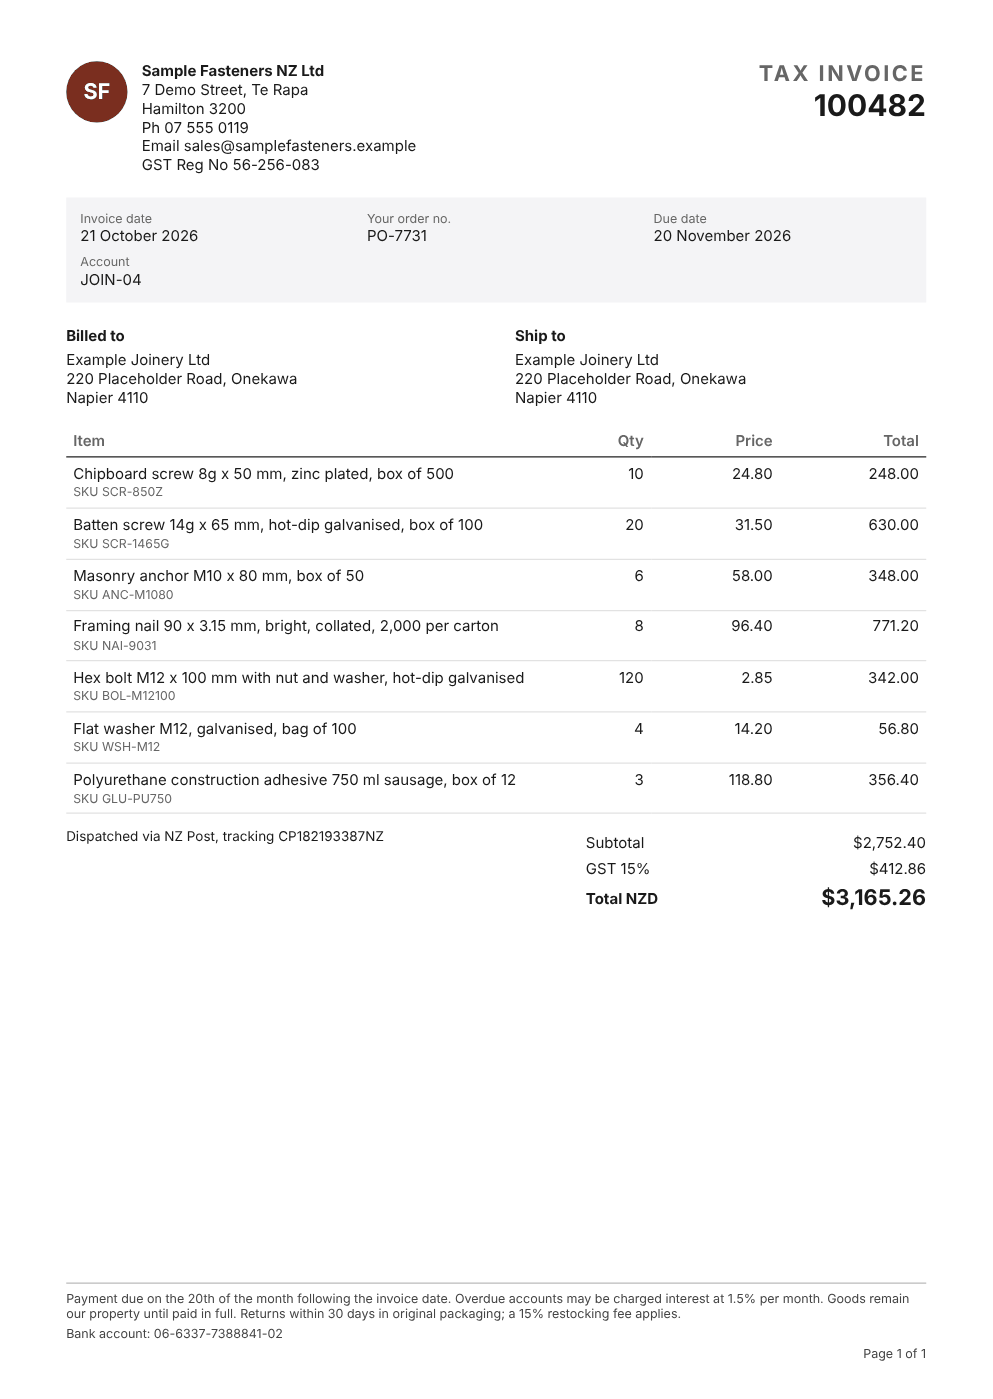 SF
Sample Fasteners NZ Ltd
7 Demo Street, Te Rapa
Hamilton 3200
Ph 07 555 0119
Email sales@samplefasteners.example
GST Reg No 56-256-083
TAX INVOICE
100482
Invoice date
21 October 2026
Your order no.
PO-7731
Due date
20 November 2026
Account
JOIN-04
Billed to
Example Joinery Ltd
220 Placeholder Road, Onekawa
Napier 4110
Ship to
Example Joinery Ltd
220 Placeholder Road, Onekawa
Napier 4110
Item Qty Price Total
Chipboard screw 8g x 50 mm, zinc plated, box of 500 10 24.80 248.00
SKU SCR-850Z
Batten screw 14g x 65 mm, hot-dip galvanised, box of 100 20 31.50 630.00
SKU SCR-1465G
Masonry anchor M10 x 80 mm, box of 50 6 58.00 348.00
SKU ANC-M1080
Framing nail 90 x 3.15 mm, bright, collated, 2,000 per carton 8 96.40 771.20
SKU NAI-9031
Hex bolt M12 x 100 mm with nut and washer, hot-dip galvanised 120 2.85 342.00
SKU BOL-M12100
Flat washer M12, galvanised, bag of 100 4 14.20 56.80
SKU WSH-M12
Polyurethane construction adhesive 750 ml sausage, box of 12 3 118.80 356.40
SKU GLU-PU750
Dispatched via NZ Post, tracking CP182193387NZ
Subtotal $2,752.40
GST 15% $412.86
Total NZD $3,165.26
Payment due on the 20th of the month following the invoice date. Overdue accounts may be charged interest at 1.5% per month. Goods remain
our property until paid in full. Returns within 30 days in original packaging; a 15% restocking fee applies.
Bank account: 06-6337-7388841-02
Page 1 of 1